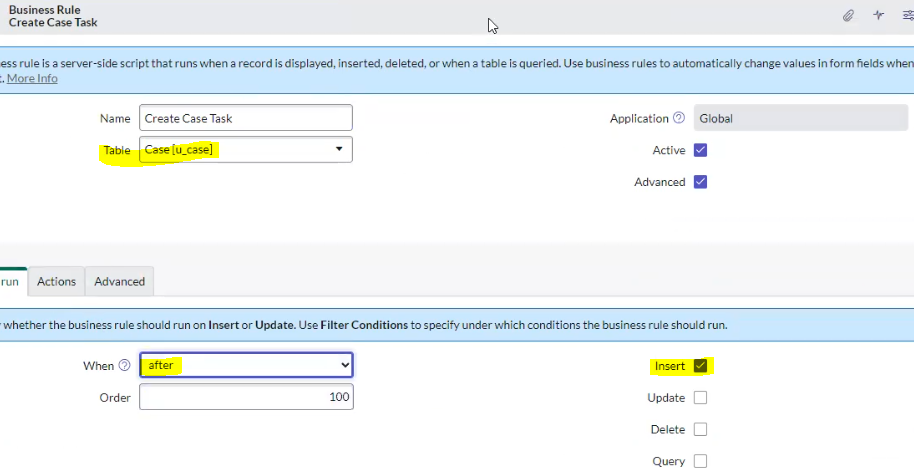 Business Rule
Create Case Task
ess rule is a server-side script that runs when a record is displayed, inserted, deleted, or when a table is queried. Use business rules to automatically change values in form fields when
t. More Info
Name Create Case Task
Application Global
Table Case [u_case]
Active
Advanced
run Actions Advanced
whether the business rule should run on Insert or Update. Use Filter Conditions to specify under which conditions the business rule should run.
When after
Insert
Order 100
Update
Delete
Query